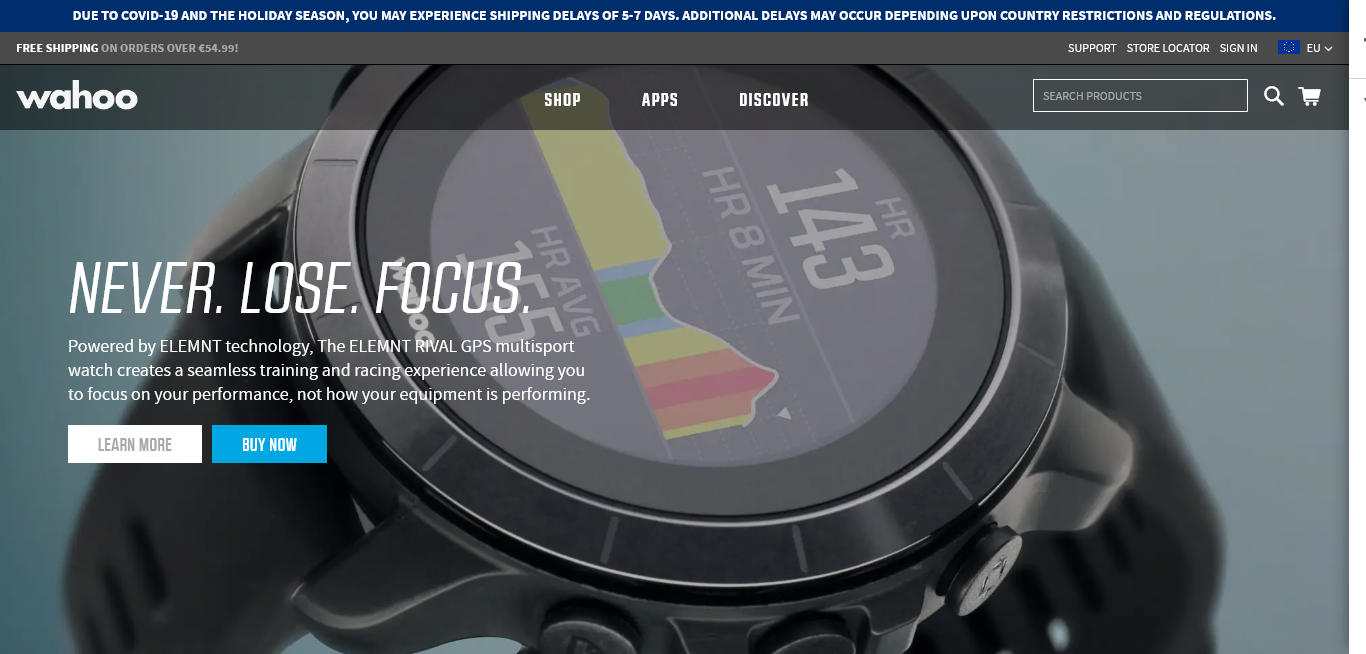 DUE TO COVID-19 AND THE HOLIDAY SEASON, YOU MAY EXPERIENCE SHIPPING DELAYS OF 5-7 DAYS. ADDITIONAL DELAYS MAY OCCUR DEPENDING UPON COUNTRY RESTRICTIONS AND REGULATIONS.
FREE SHIPPING ON ORDERS OVER €54.99!
SUPPORT STORE LOCATOR SIGN IN EU
wahoo
SHOP APPS DISCOVER
SEARCH PRODUCTS
HR
143
HR 8 MIN
HR AVG
155
wahoo
NEVER. LOSE. FOCUS.
Powered by ELEMNT technology, The ELEMNT RIVAL GPS multisport
watch creates a seamless training and racing experience allowing you
to focus on your performance, not how your equipment is performing.
LEARN MORE
BUY NOW